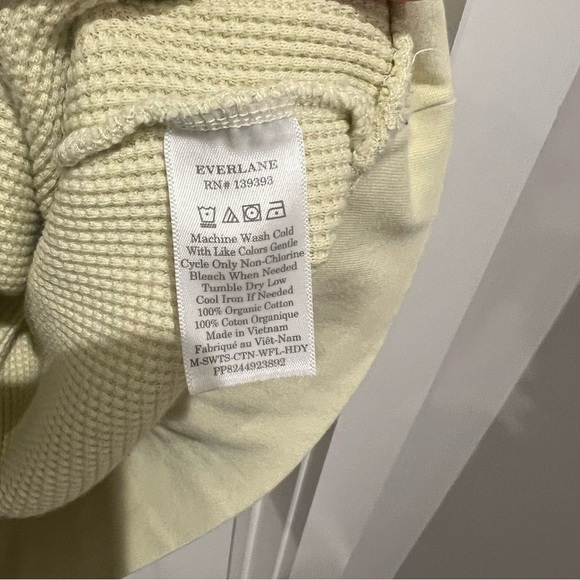 EVERLANE
RN# 139393
Machine Wash Cold
With Like Colors Gentle
Cycle Only Non-Chlorine
Bleach When Needed
Tumble Dry Low
Cool Iron If Needed
100% Organic Cotton
100% Coton Organique
Made in Vietnam
Fabriqué au Viêt-Nam
M-SWTS-CTN-WFL-HDY
PP8244923892